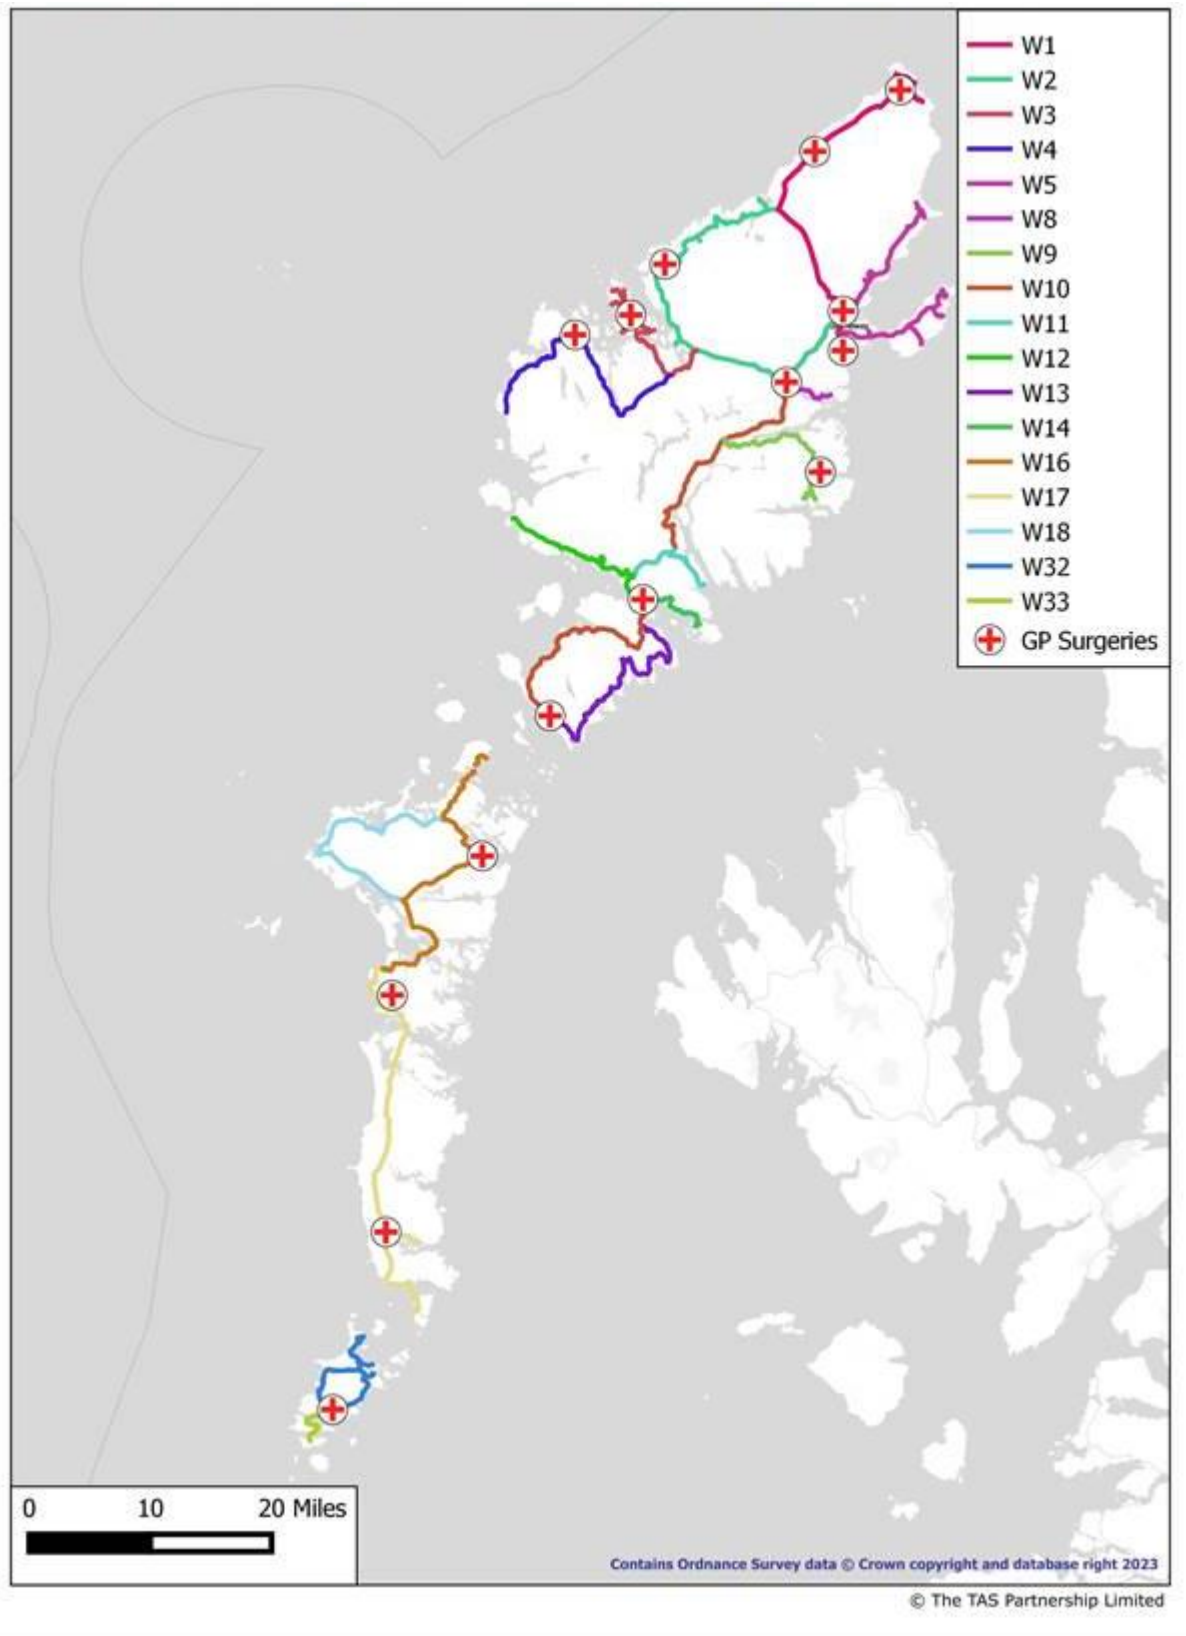 W1
W2
W3
W4
W5
W8
W9
W10
W11
W12
W13
W14
W16
W17
W18
W32
W33
GP Surgeries
0 10 20 Miles
Contains Ordnance Survey data © Crown copyright and database right 2023
© The TAS Partnership Limited